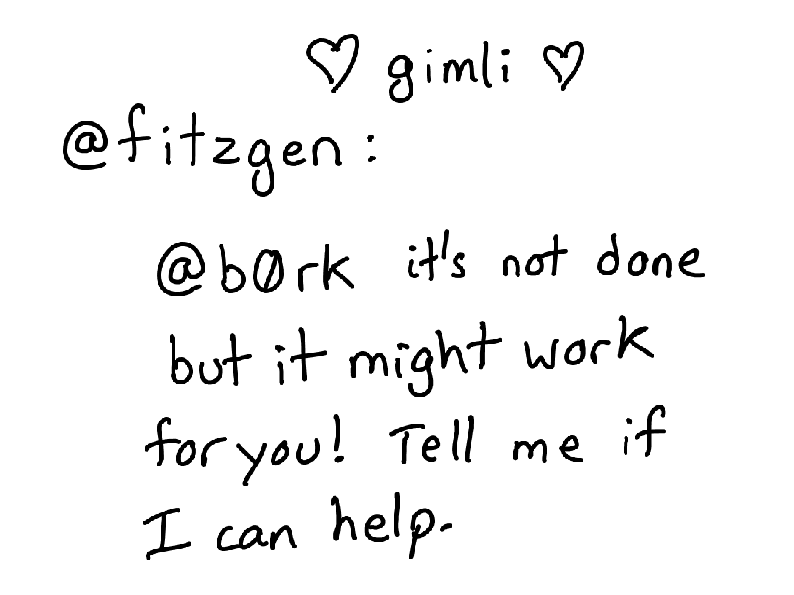 ♡ gimli ♡
@fitzgen:
@b0rk it's not done
but it might work
for you! Tell me if
I can help.